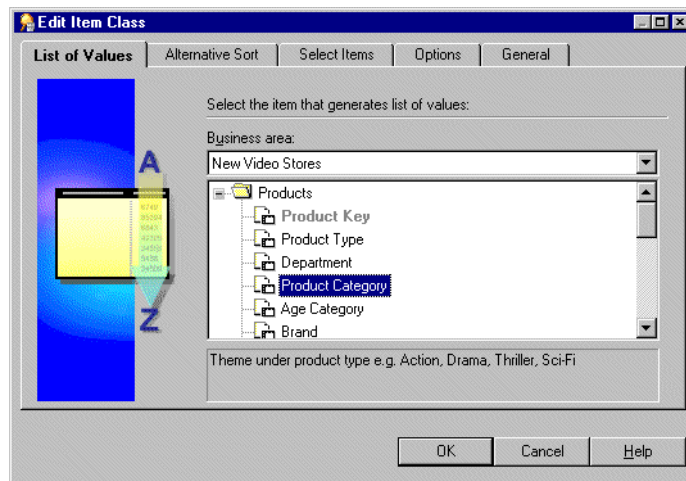 Edit Item Class
List of Values
Alternative Sort
Select Items
Options
General
Select the item that generates list of values:
Business area:
New Video Stores
Products
Product Key
Product Type
Department
Product Category
Age Category
Brand
A
Z
Theme under product type e.g. Action, Drama, Thriller, Sci-Fi
OK
Cancel
Help